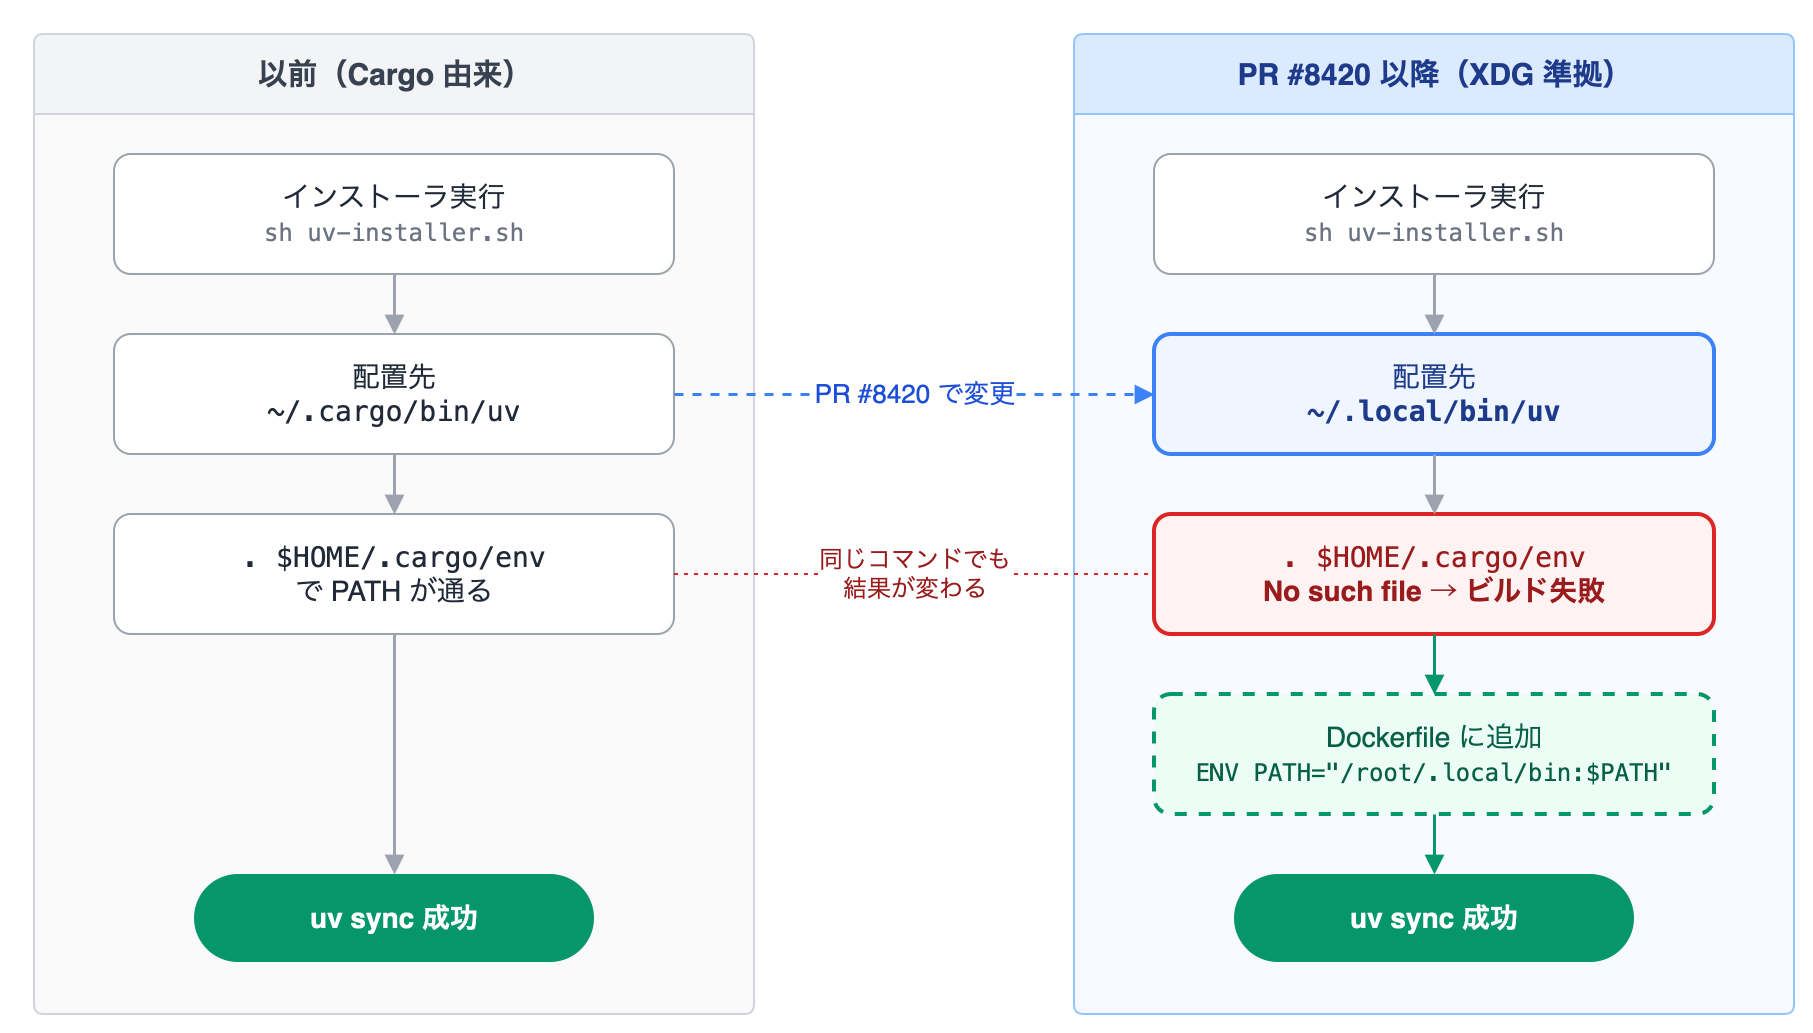 以前（Cargo 由来）
インストーラ実行
sh uv-installer.sh
配置先
~/.cargo/bin/uv
. $HOME/.cargo/env
で PATH が通る
uv sync 成功
PR #8420 で変更
同じコマンドでも
結果が変わる
PR #8420 以降（XDG 準拠）
インストーラ実行
sh uv-installer.sh
配置先
~/.local/bin/uv
. $HOME/.cargo/env
No such file → ビルド失敗
Dockerfile に追加
ENV PATH="/root/.local/bin:$PATH"
uv sync 成功